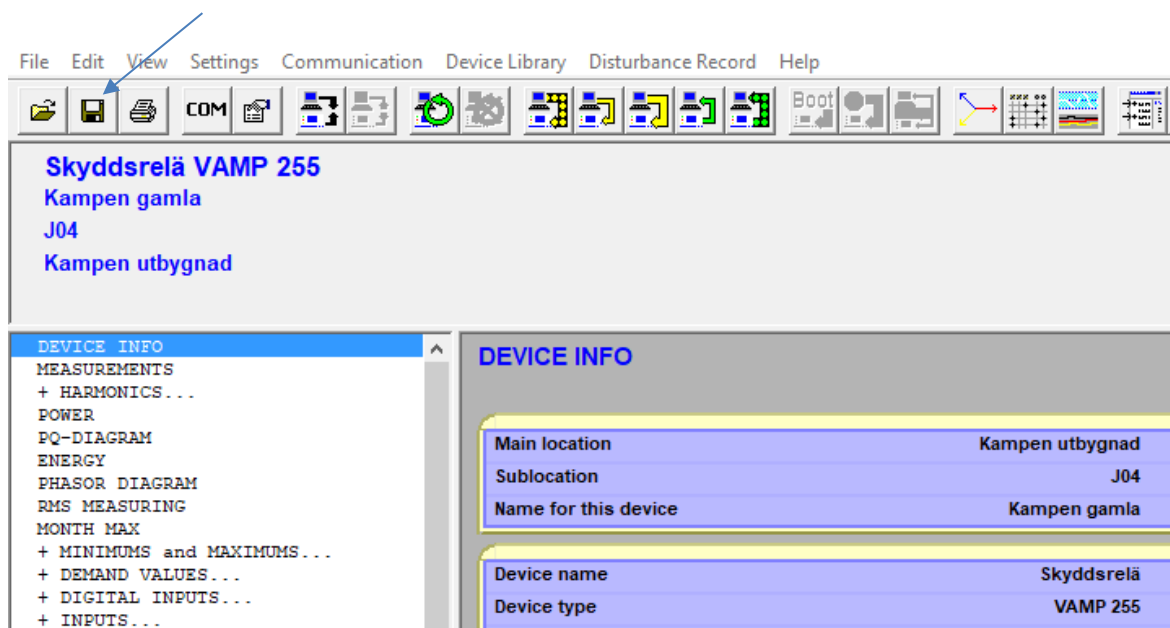 File Edit View Settings Communication Device Library Disturbance Record Help
COM Boot
Skyddsrelä VAMP 255
Kampen gamla
J04
Kampen utbygnad
DEVICE INFO
MEASUREMENTS
+ HARMONICS...
POWER
PQ-DIAGRAM
ENERGY
PHASOR DIAGRAM
RMS MEASURING
MONTH MAX
+ MINIMUMS and MAXIMUMS...
+ DEMAND VALUES...
+ DIGITAL INPUTS...
+ INPUTS...
DEVICE INFO
Main location Kampen utbygnad
Sublocation J04
Name for this device Kampen gamla
Device name Skyddsrelä
Device type VAMP 255